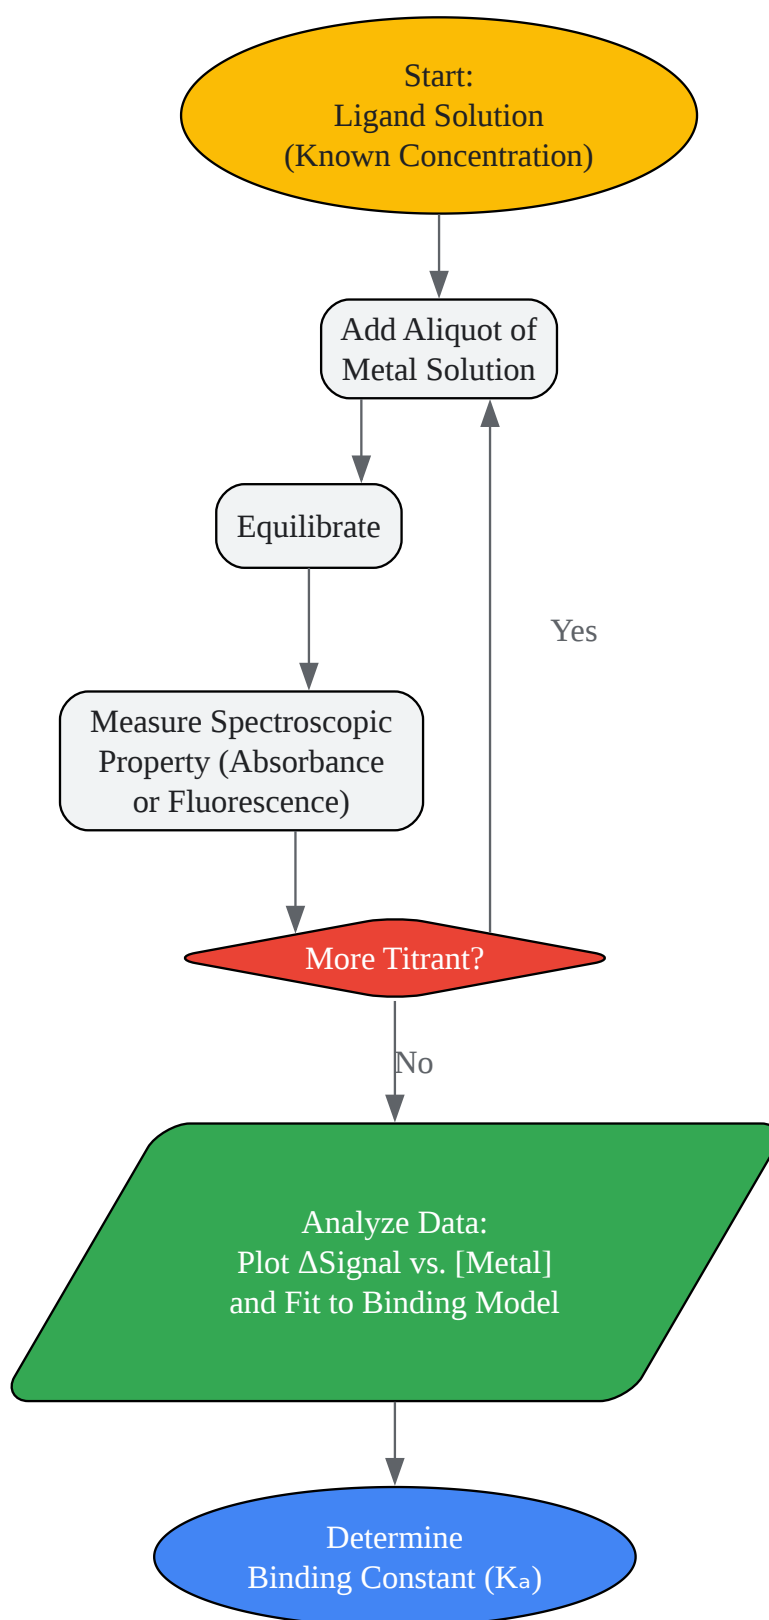 Start:
Ligand Solution
(Known Concentration)
Add Aliquot of
Metal Solution
Equilibrate
Yes
Measure Spectroscopic
Property (Absorbance
or Fluorescence)
More Titrant?
No
Analyze Data:
Plot ΔSignal vs. [Metal]
and Fit to Binding Model
Determine
Binding Constant (Kₐ)